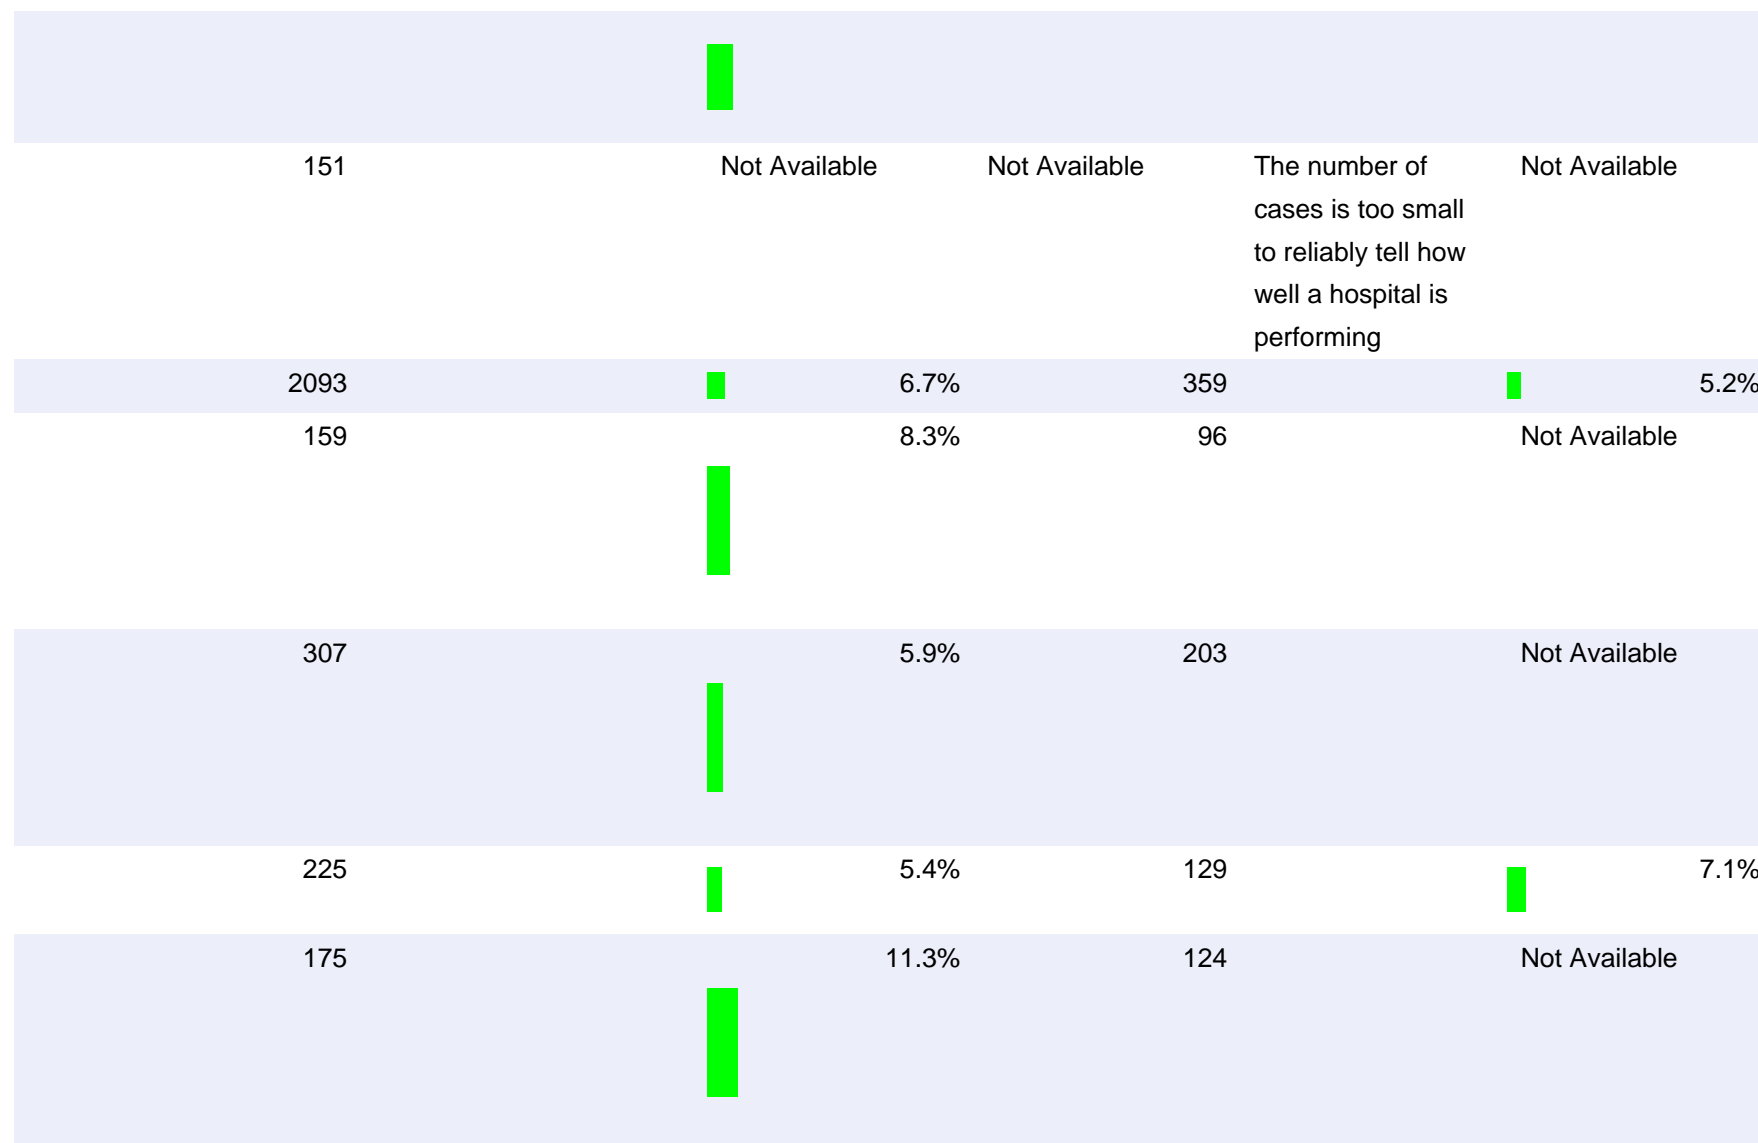 151 Not Available Not Available The number of Not Available
cases is too small
to reliably tell how
well a hospital is
performing
2093 6.7% 359 5.2%
159 8.3% 96 Not Available
307 5.9% 203 Not Available
225 5.4% 129 7.1%
175 11.3% 124 Not Available